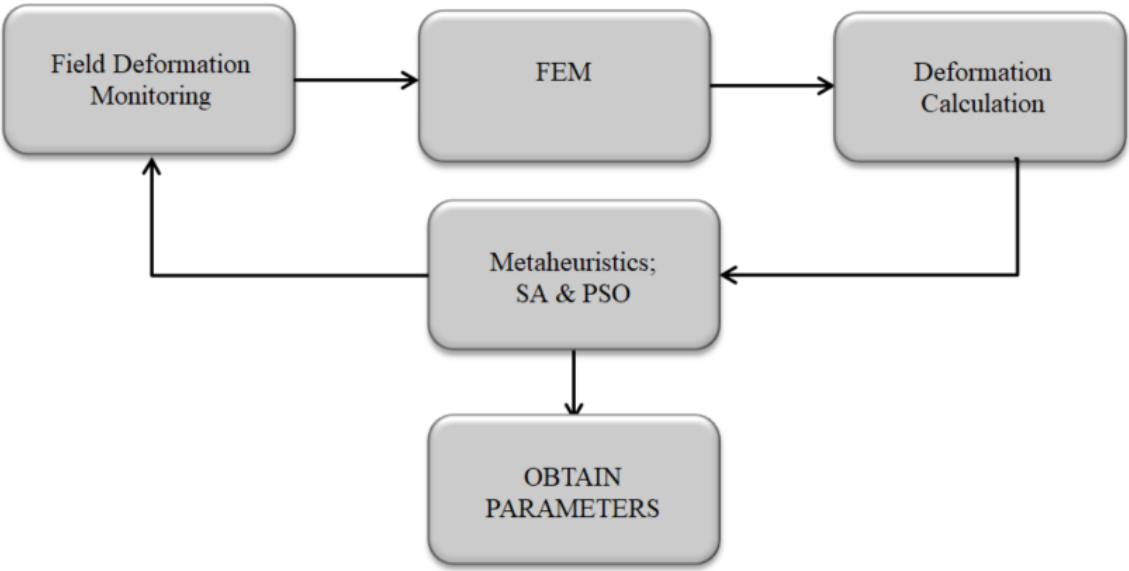 Field Deformation
Monitoring
FEM
Deformation
Calculation
Metaheuristics;
SA & PSO
OBTAIN
PARAMETERS